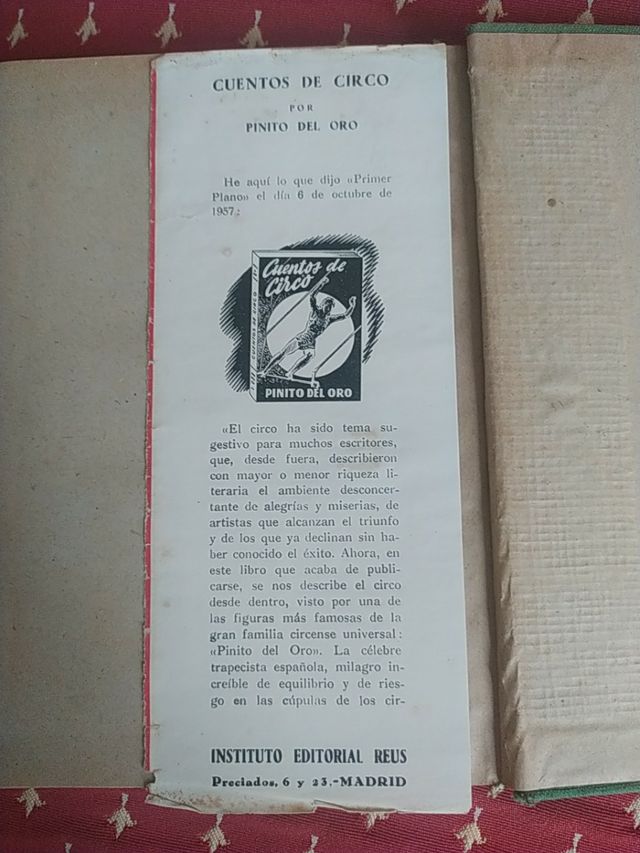 CUENTOS DE CIRCO
POR
PINITO DEL ORO
He aquí lo que dijo «Primer
Plano» el día 6 de octubre de
1957:
Cuentos de
Circo
CUENTOS DE CIRCO
PINITO DEL ORO
«El circo ha sido tema su-
gestivo para muchos escritores,
que, desde fuera, describieron
con mayor o menor riqueza li-
teraria el ambiente desconcer-
tante de alegrías y miserias, de
artistas que alcanzan el triunfo
y de los que ya declinan sin ha-
ber conocido el éxito. Ahora, en
este libro que acaba de publi-
carse, se nos describe el circo
desde dentro, visto por una de
las figuras más famosas de la
gran familia circense universal:
«Pinito del Oro». La célebre
trapecista española, milagro in-
creíble de equilibrio y de ries-
go en las cúpulas de los cir-
INSTITUTO EDITORIAL REUS
Preciados, 6 y 23.-MADRID